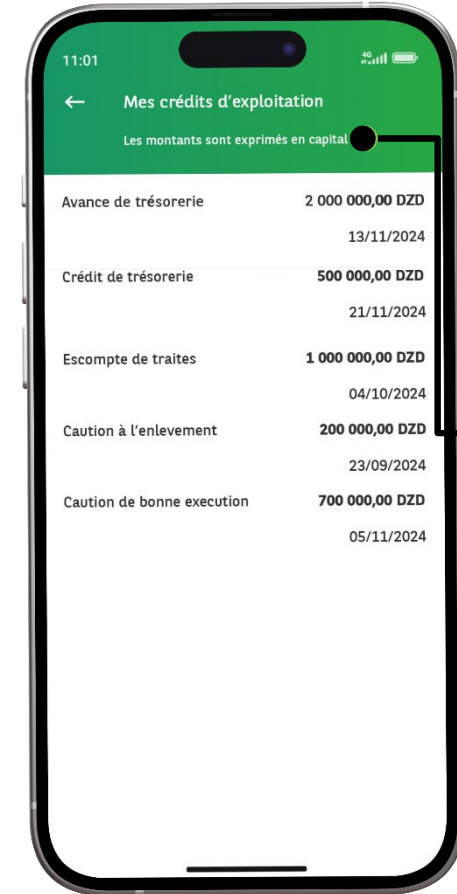 11:01
4G
Mes crédits d'exploitation
Les montants sont exprimés en capital
Avance de trésorerie 2 000 000,00 DZD
13/11/2024
Crédit de trésorerie 500 000,00 DZD
21/11/2024
Escompte de traites 1 000 000,00 DZD
04/10/2024
Caution à l'enlevement 200 000,00 DZD
23/09/2024
Caution de bonne execution 700 000,00 DZD
05/11/2024